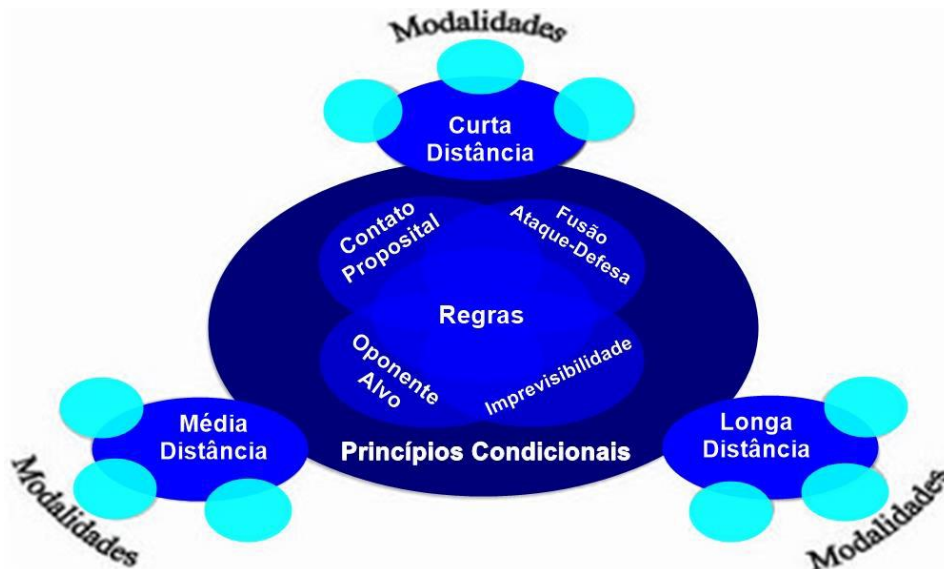 Modalidades
Curta
Distância
Contato
Proposital
Fusão
Ataque-Defesa
Regras
Oponente
Alvo
Imprevisibilidade
Princípios Condicionais
Média
Distância
Longa
Distância
Modalidades
Modalidades